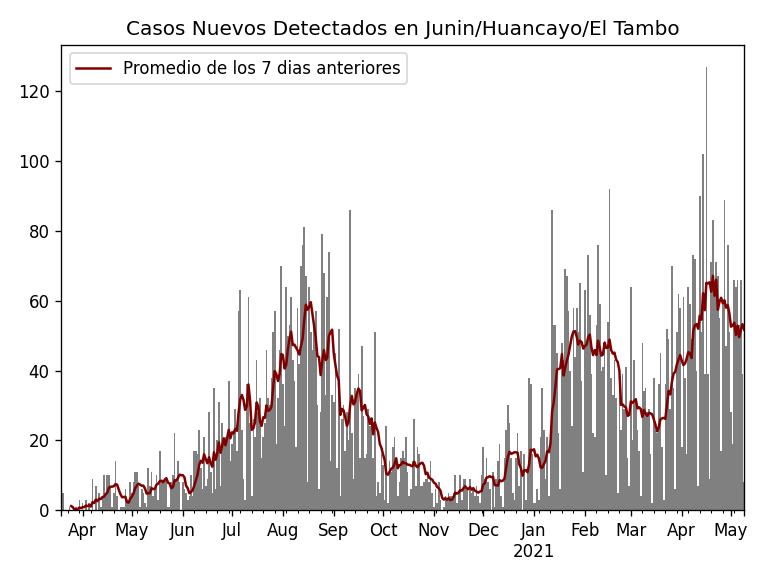 Casos Nuevos Detectados en Junin/Huancayo/El Tambo
Promedio de los 7 dias anteriores
120
100
80
60
40
20
0
Apr May Jun Jul Aug Sep Oct Nov Dec Jan Feb Mar Apr May
2021